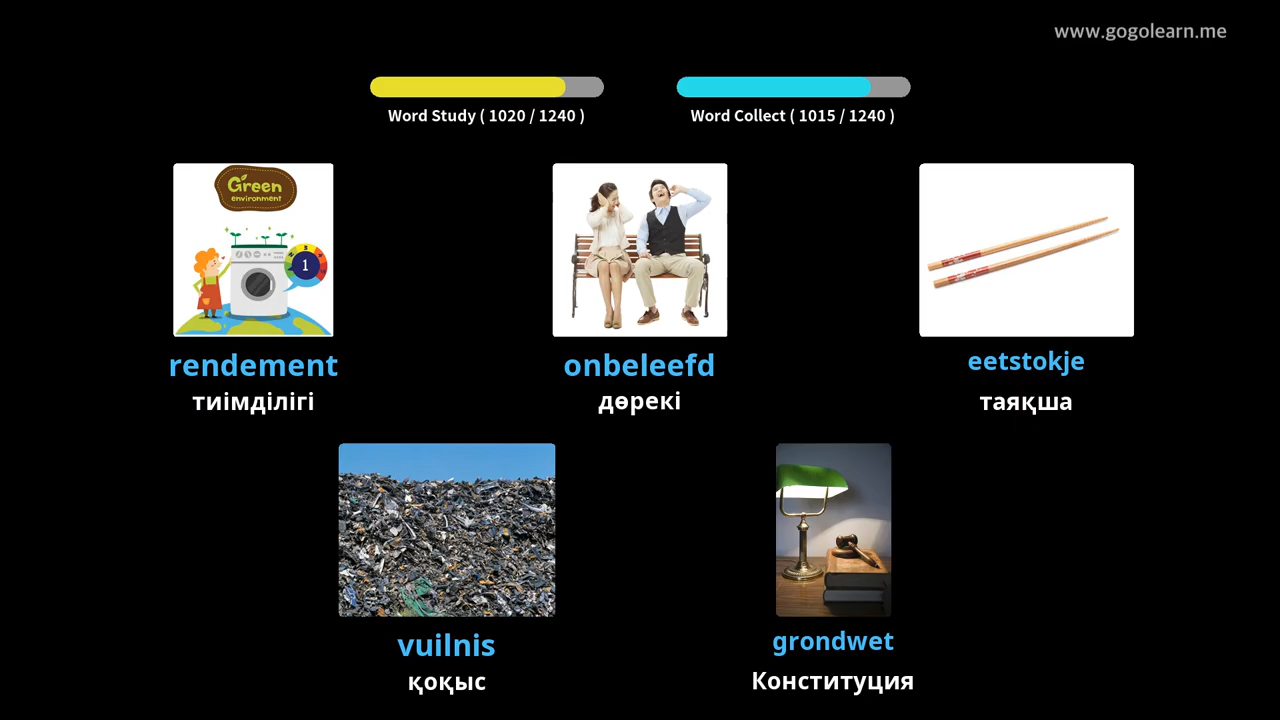 www.gogolearn.me
Word Study ( 1020 / 1240 )
Word Collect ( 1015 / 1240 )
Green
environment
3
1
rendement
тиімділігі
onbeleefd
дөрекі
eetstokje
таяқша
vuilnis
қоқыс
grondwet
Конституция